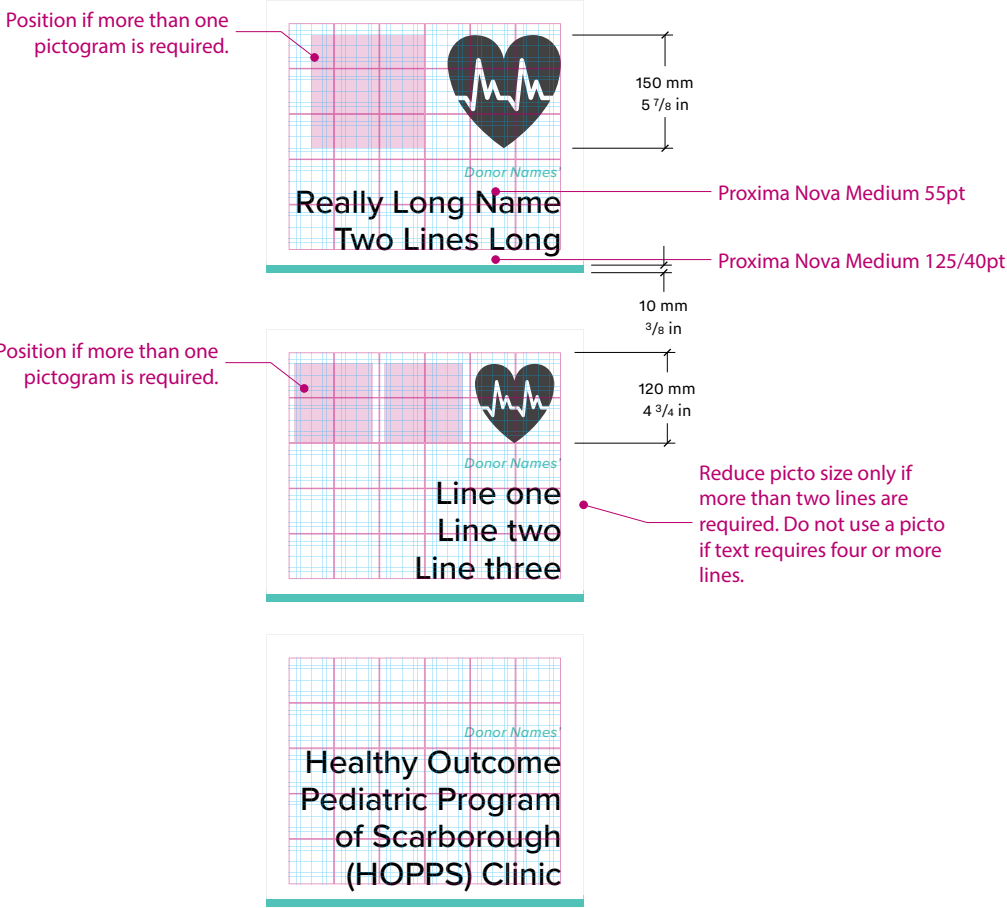 Position if more than one
pictogram is required.
150 mm
5 7/8 in
Donor Names'
Really Long Name
Two Lines Long
Proxima Nova Medium 55pt
Proxima Nova Medium 125/40pt
10 mm
3/8 in
Position if more than one
pictogram is required.
120 mm
4 3/4 in
Donor Names'
Line one
Line two
Line three
Reduce picto size only if
more than two lines are
required. Do not use a picto
if text requires four or more
lines.
Donor Names'
Healthy Outcome
Pediatric Program
of Scarborough
(HOPPS) Clinic